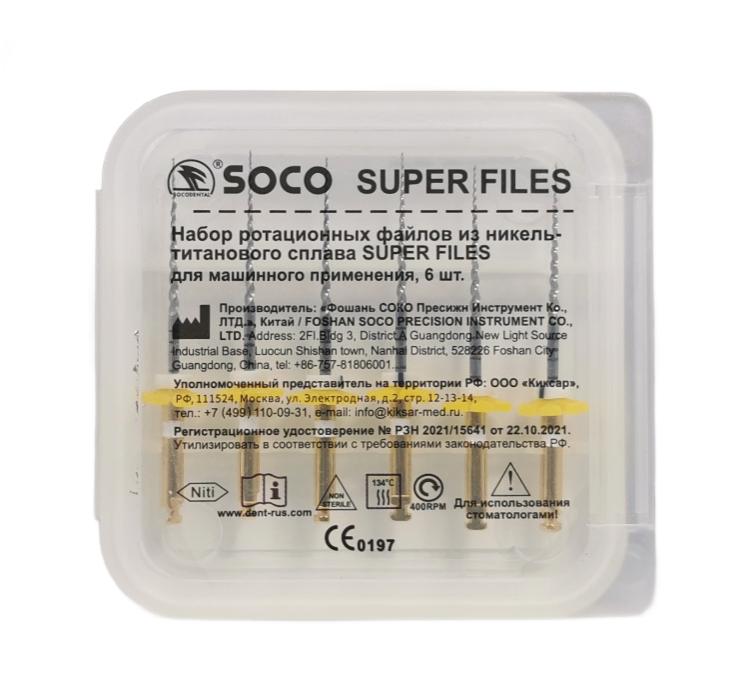 SOCODENTAL ® SOCO SUPER FILES
Набор ротационных файлов из никель-
титанового сплава SUPER FILES
для машинного применения, 6 шт.
Производитель: «Фошань СОКО Пресижн Инструмент Ко.,
ЛТД.», Китай / FOSHAN SOCO PRECISION INSTRUMENT CO.,
LTD. Address: 2Fl.Bldg 3, District A Guangdong New Light Source
Industrial Base, Luocun Shishan town, Nanhai District, 528226 Foshan City
Guangdong, China, tel: +86-757-81806001.
Уполномоченный представитель на территории РФ: ООО «Киксар»,
РФ, 111524, Москва, ул. Электродная, д.2, стр. 12-13-14,
тел.: +7 (499) 110-09-31, e-mail: info@kiksar-med.ru.
Регистрационное удостоверение № РЗН 2021/15641 от 22.10.2021.
Утилизировать в соответствии с требованиями законодательства РФ.
Niti
www.dent-rus.com
NON
STERILE
134°C
400RPM
Для использования
стоматологами!
CE 0197